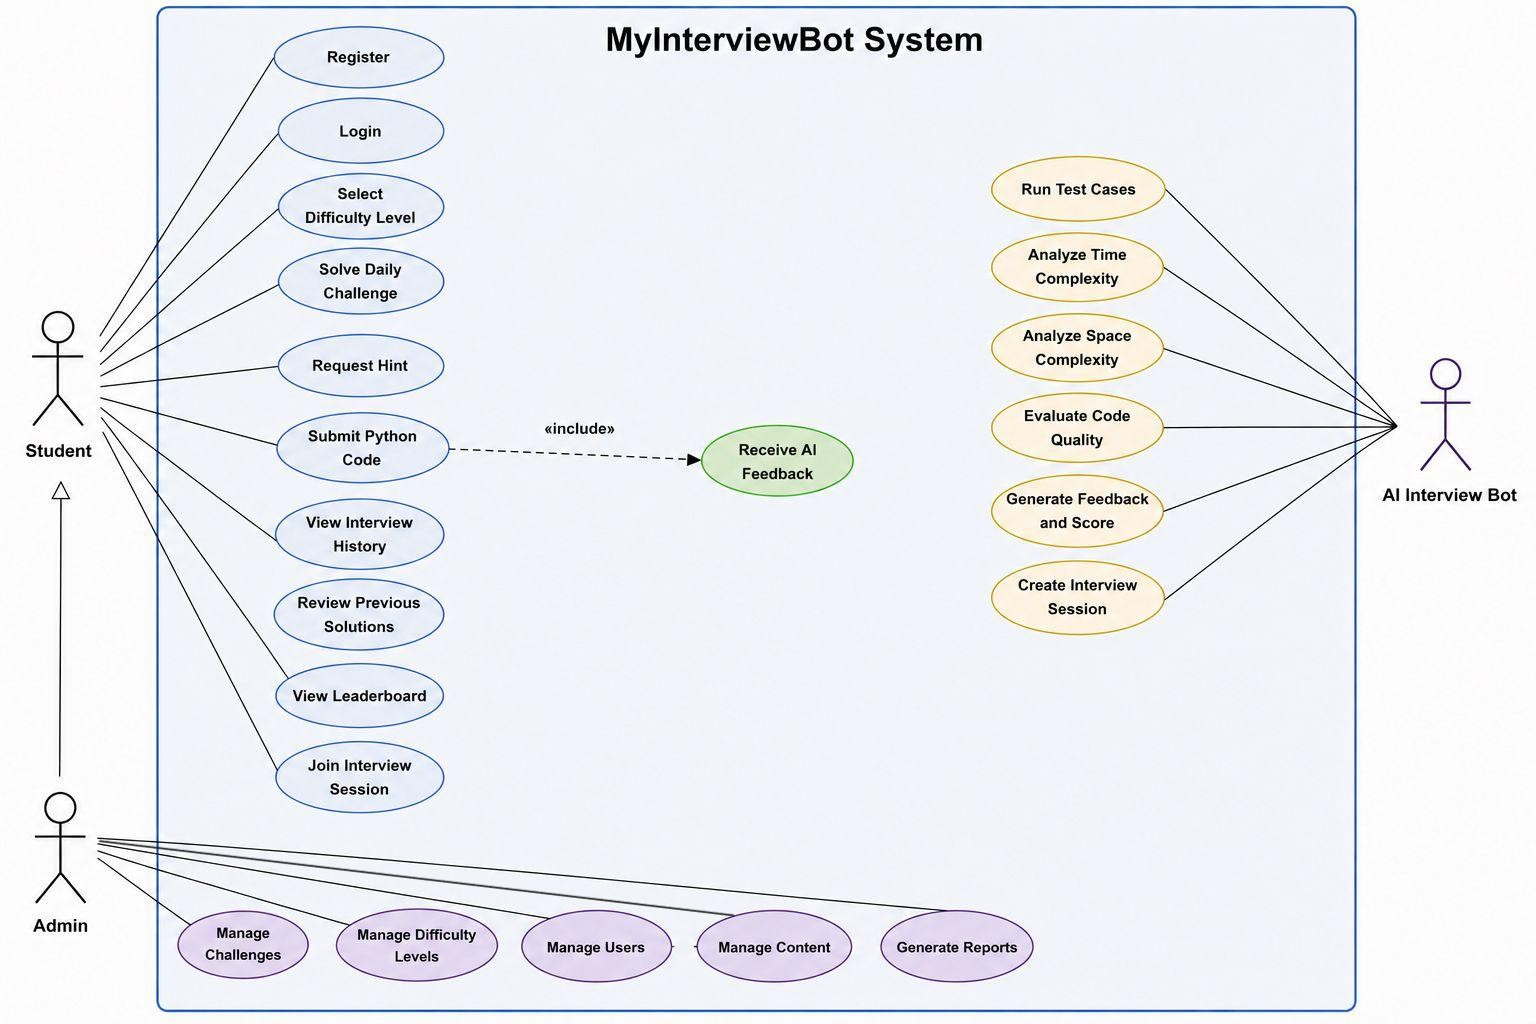 MyInterviewBot System
Register
Login
Select
Difficulty Level
Solve Daily
Challenge
Request Hint
Submit Python
Code
View Interview
History
Review Previous
Solutions
View Leaderboard
Join Interview
Session
«include»
Receive AI
Feedback
Run Test Cases
Analyze Time
Complexity
Analyze Space
Complexity
Evaluate Code
Quality
Generate Feedback
and Score
Create Interview
Session
Student
AI Interview Bot
Admin
Manage
Challenges
Manage Difficulty
Levels
Manage Users
Manage Content
Generate Reports